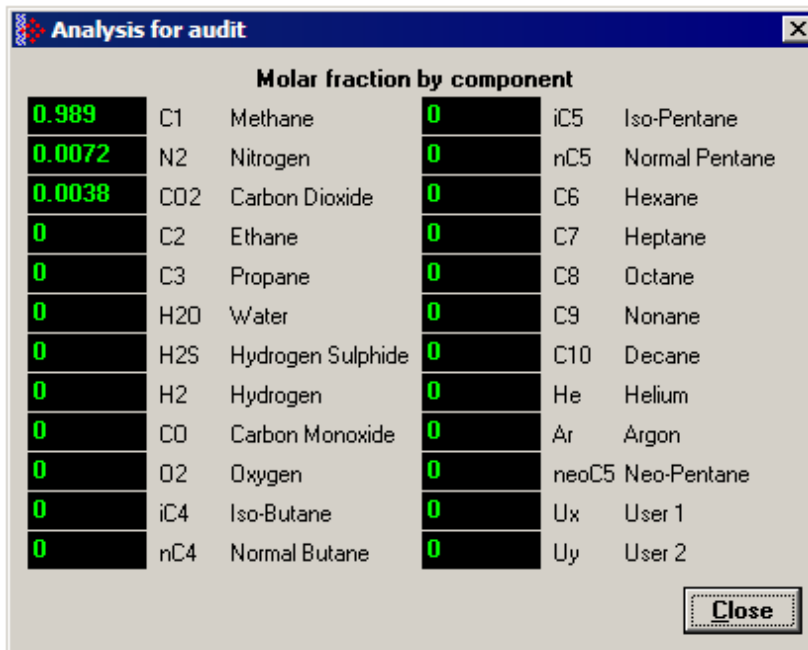 Analysis for audit
Molar fraction by component
0.989 C1 Methane 0 iC5 Iso-Pentane
0.0072 N2 Nitrogen 0 nC5 Normal Pentane
0.0038 CO2 Carbon Dioxide 0 C6 Hexane
0 C2 Ethane 0 C7 Heptane
0 C3 Propane 0 C8 Octane
0 H2O Water 0 C9 Nonane
0 H2S Hydrogen Sulphide 0 C10 Decane
0 H2 Hydrogen 0 He Helium
0 CO Carbon Monoxide 0 Ar Argon
0 O2 Oxygen 0 neoC5 Neo-Pentane
0 iC4 Iso-Butane 0 Ux User 1
0 nC4 Normal Butane 0 Uy User 2
Close